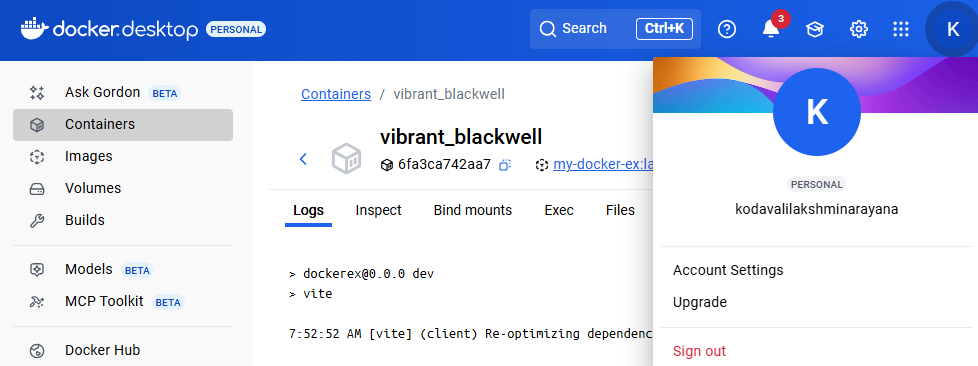 docker.desktop PERSONAL Search Ctrl+K 3 K
Ask Gordon BETA
Containers
Images
Volumes
Builds
Models BETA
MCP Toolkit BETA
Docker Hub
Containers / vibrant_blackwell
vibrant_blackwell
6fa3ca742aa7 my-docker-ex:la
Logs Inspect Bind mounts Exec Files
> dockerex@0.0.0 dev
> vite
7:52:52 AM [vite] (client) Re-optimizing dependenc
K
PERSONAL
kodavalilakshminarayana
Account Settings
Upgrade
Sign out